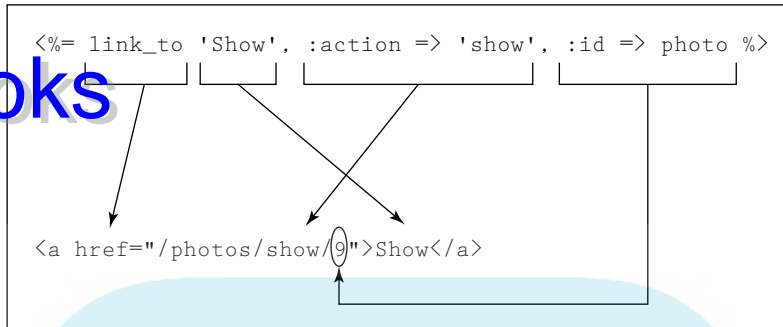 <%= link_to 'Show', :action => 'show', :id => photo %>
oks
<a href="/photos/show/9">Show</a>